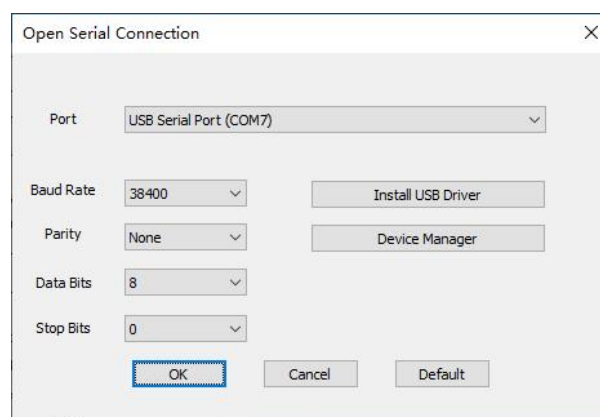 Open Serial Connection
Port USB Serial Port (COM7)
Baud Rate 38400 Install USB Driver
Parity None Device Manager
Data Bits 8
Stop Bits 0
OK Cancel Default